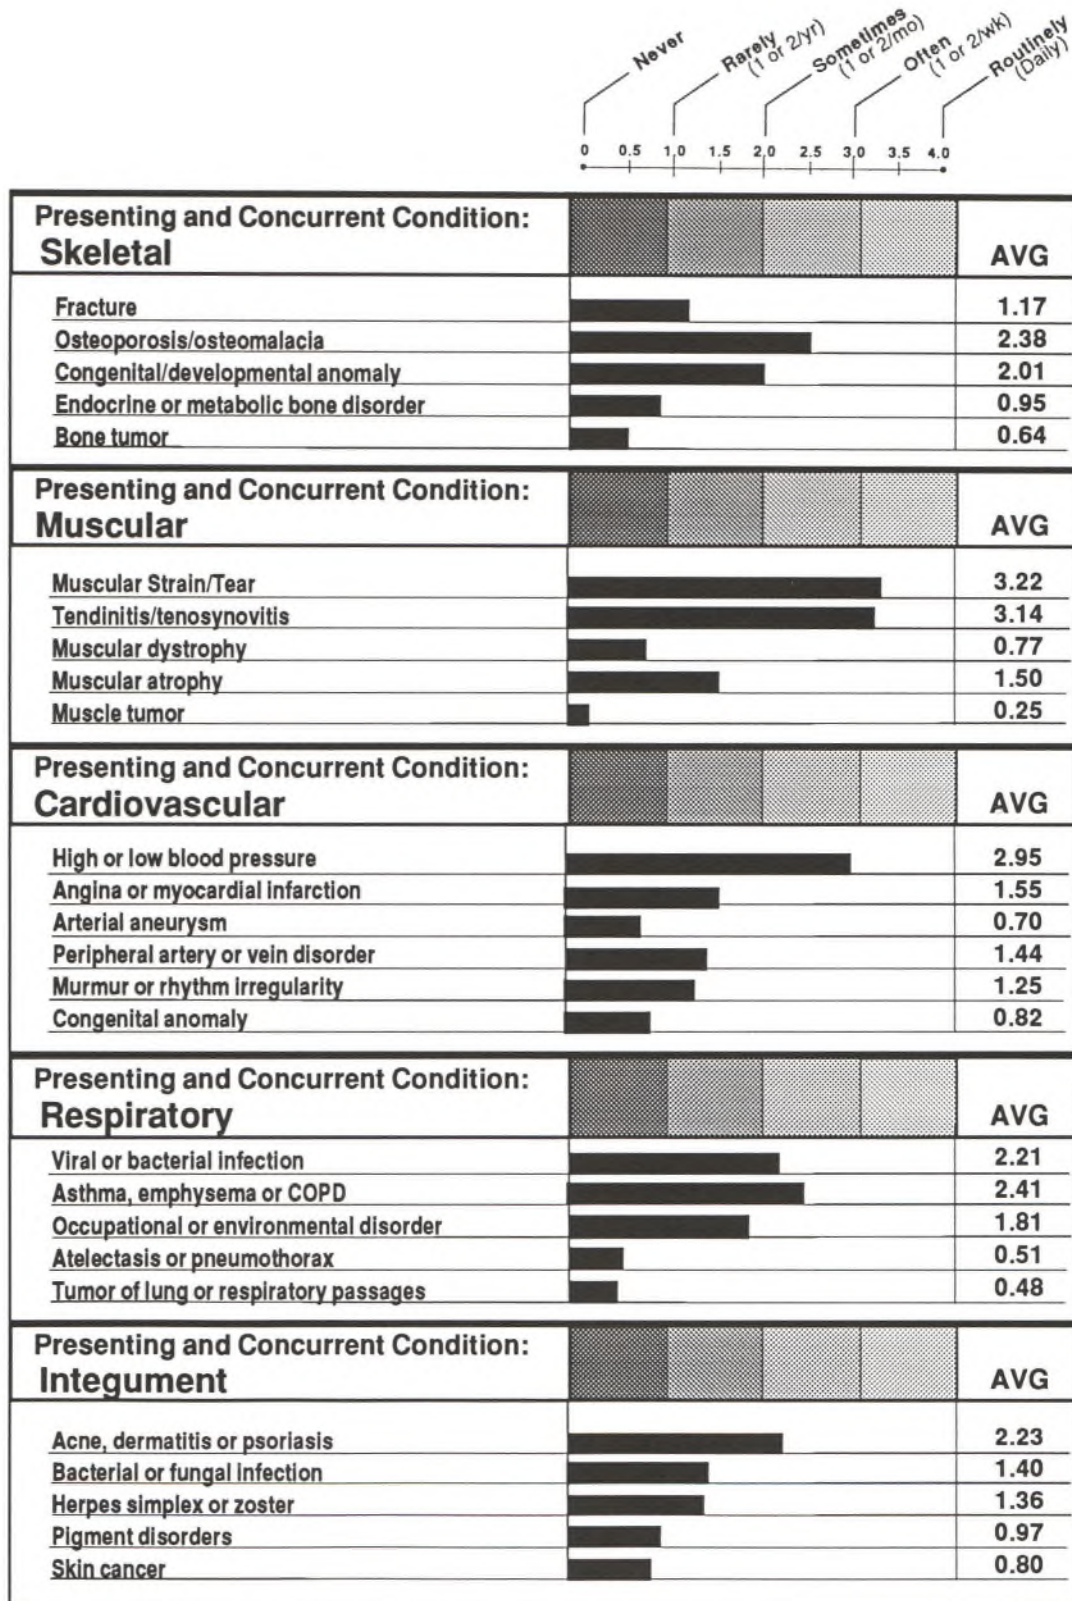 Never
Rarely
(1 or 2/yr)
Sometimes
(1 or 2/mo)
Often
(1 or 2/wk)
Routinely
(Daily)
0 0.5 1.0 1.5 2.0 2.5 3.0 3.5 4.0
Presenting and Concurrent Condition:
Skeletal AVG
Fracture 1.17
Osteoporosis/osteomalacia 2.38
Congenital/developmental anomaly 2.01
Endocrine or metabolic bone disorder 0.95
Bone tumor 0.64
Presenting and Concurrent Condition:
Muscular AVG
Muscular Strain/Tear 3.22
Tendinitis/tenosynovitis 3.14
Muscular dystrophy 0.77
Muscular atrophy 1.50
Muscle tumor 0.25
Presenting and Concurrent Condition:
Cardiovascular AVG
High or low blood pressure 2.95
Angina or myocardial infarction 1.55
Arterial aneurysm 0.70
Peripheral artery or vein disorder 1.44
Murmur or rhythm irregularity 1.25
Congenital anomaly 0.82
Presenting and Concurrent Condition:
Respiratory AVG
Viral or bacterial infection 2.21
Asthma, emphysema or COPD 2.41
Occupational or environmental disorder 1.81
Atelectasis or pneumothorax 0.51
Tumor of lung or respiratory passages 0.48
Presenting and Concurrent Condition:
Integument AVG
Acne, dermatitis or psoriasis 2.23
Bacterial or fungal infection 1.40
Herpes simplex or zoster 1.36
Pigment disorders 0.97
Skin cancer 0.80